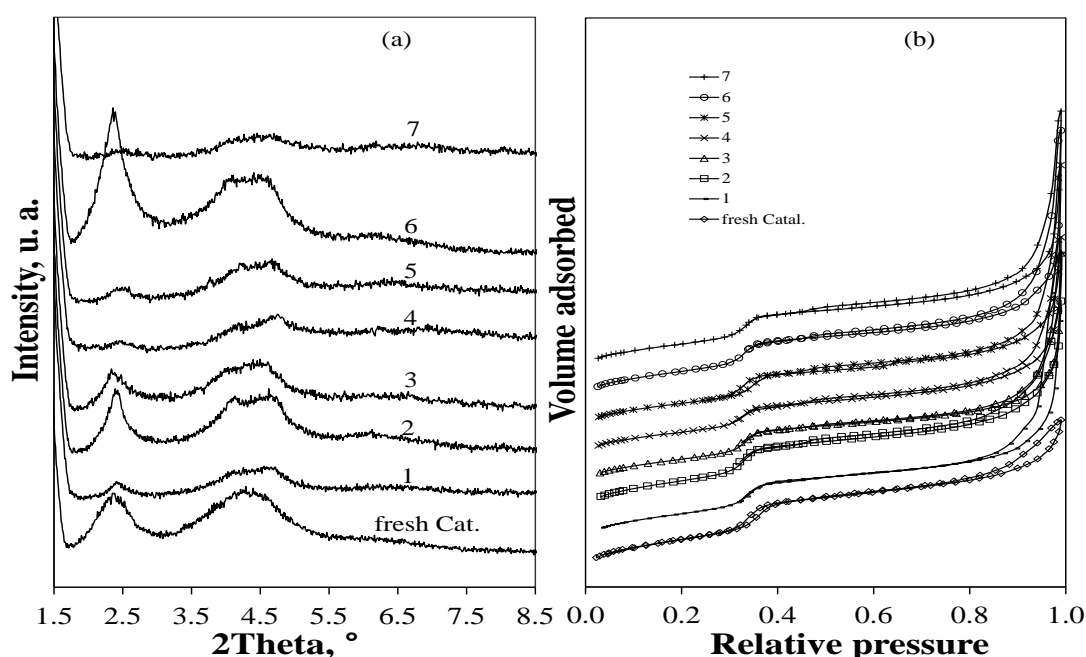 (a)
7
6
5
4
3
2
1
fresh Cat.
Intensity, u. a.
1.5 2.5 3.5 4.5 5.5 6.5 7.5 8.5
2Theta, °
(b)
7
6
5
4
3
2
1
fresh Catal.
Volume adsorbed
0.0 0.2 0.4 0.6 0.8 1.0
Relative pressure